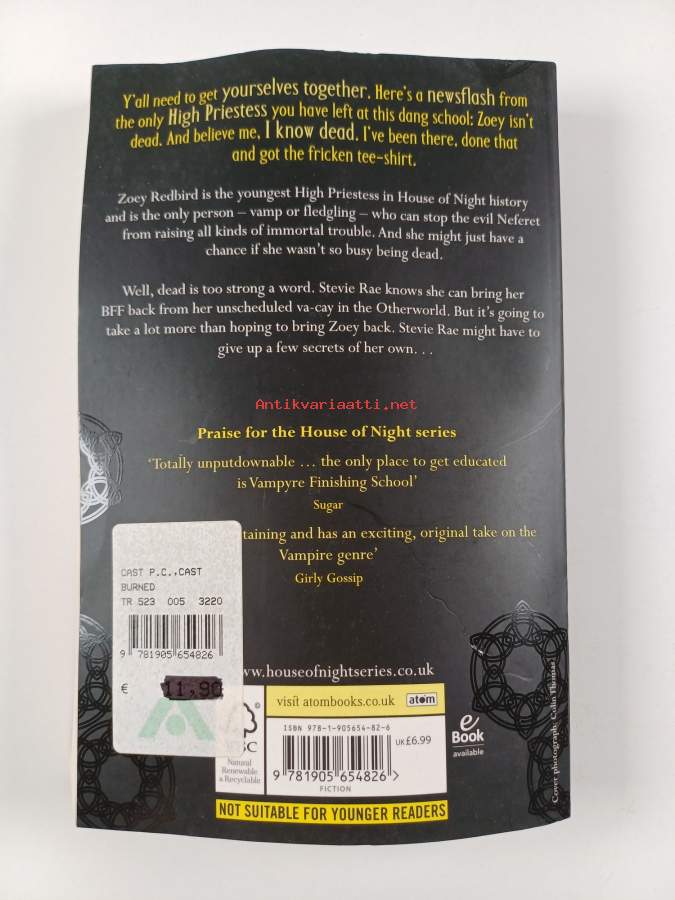 Y'all need to get yourselves together. Here's a newsflash from
the only High Priestess you have left at this dang school: Zoey isn't
dead. And believe me, I know dead. I've been there, done that
and got the fricken tee-shirt.
Zoey Redbird is the youngest High Priestess in House of Night history
and is the only person – vamp or fledgling – who can stop the evil Neferet
from raising all kinds of immortal trouble. And she might just have a
chance if she wasn't so busy being dead.
Well, dead is too strong a word. Stevie Rae knows she can bring her
BFF back from her unscheduled va-cay in the Otherworld. But it's going to
take a lot more than hoping to bring Zoey back. Stevie Rae might have to
give up a few secrets of her own. . .
Antikvariaatti.net
Praise for the House of Night series
'Totally unputdownable ... the only place to get educated
is Vampyre Finishing School'
Sugar
taining and has an exciting, original take on the
Vampire genre'
Girly Gossip
CAST P.C.,CAST
BURNED
TR 523 005 3220
9 781905 654826
€ 11,90
www.houseofnightseries.co.uk
visit atombooks.co.uk atom
ISBN 978-1-905654-82-6
UK £6.99
9 781905 654826 >
FICTION
SC
Natural
Renewable
& Recyclable
e
Book
available
Cover photograph: Colin Thomas
NOT SUITABLE FOR YOUNGER READERS